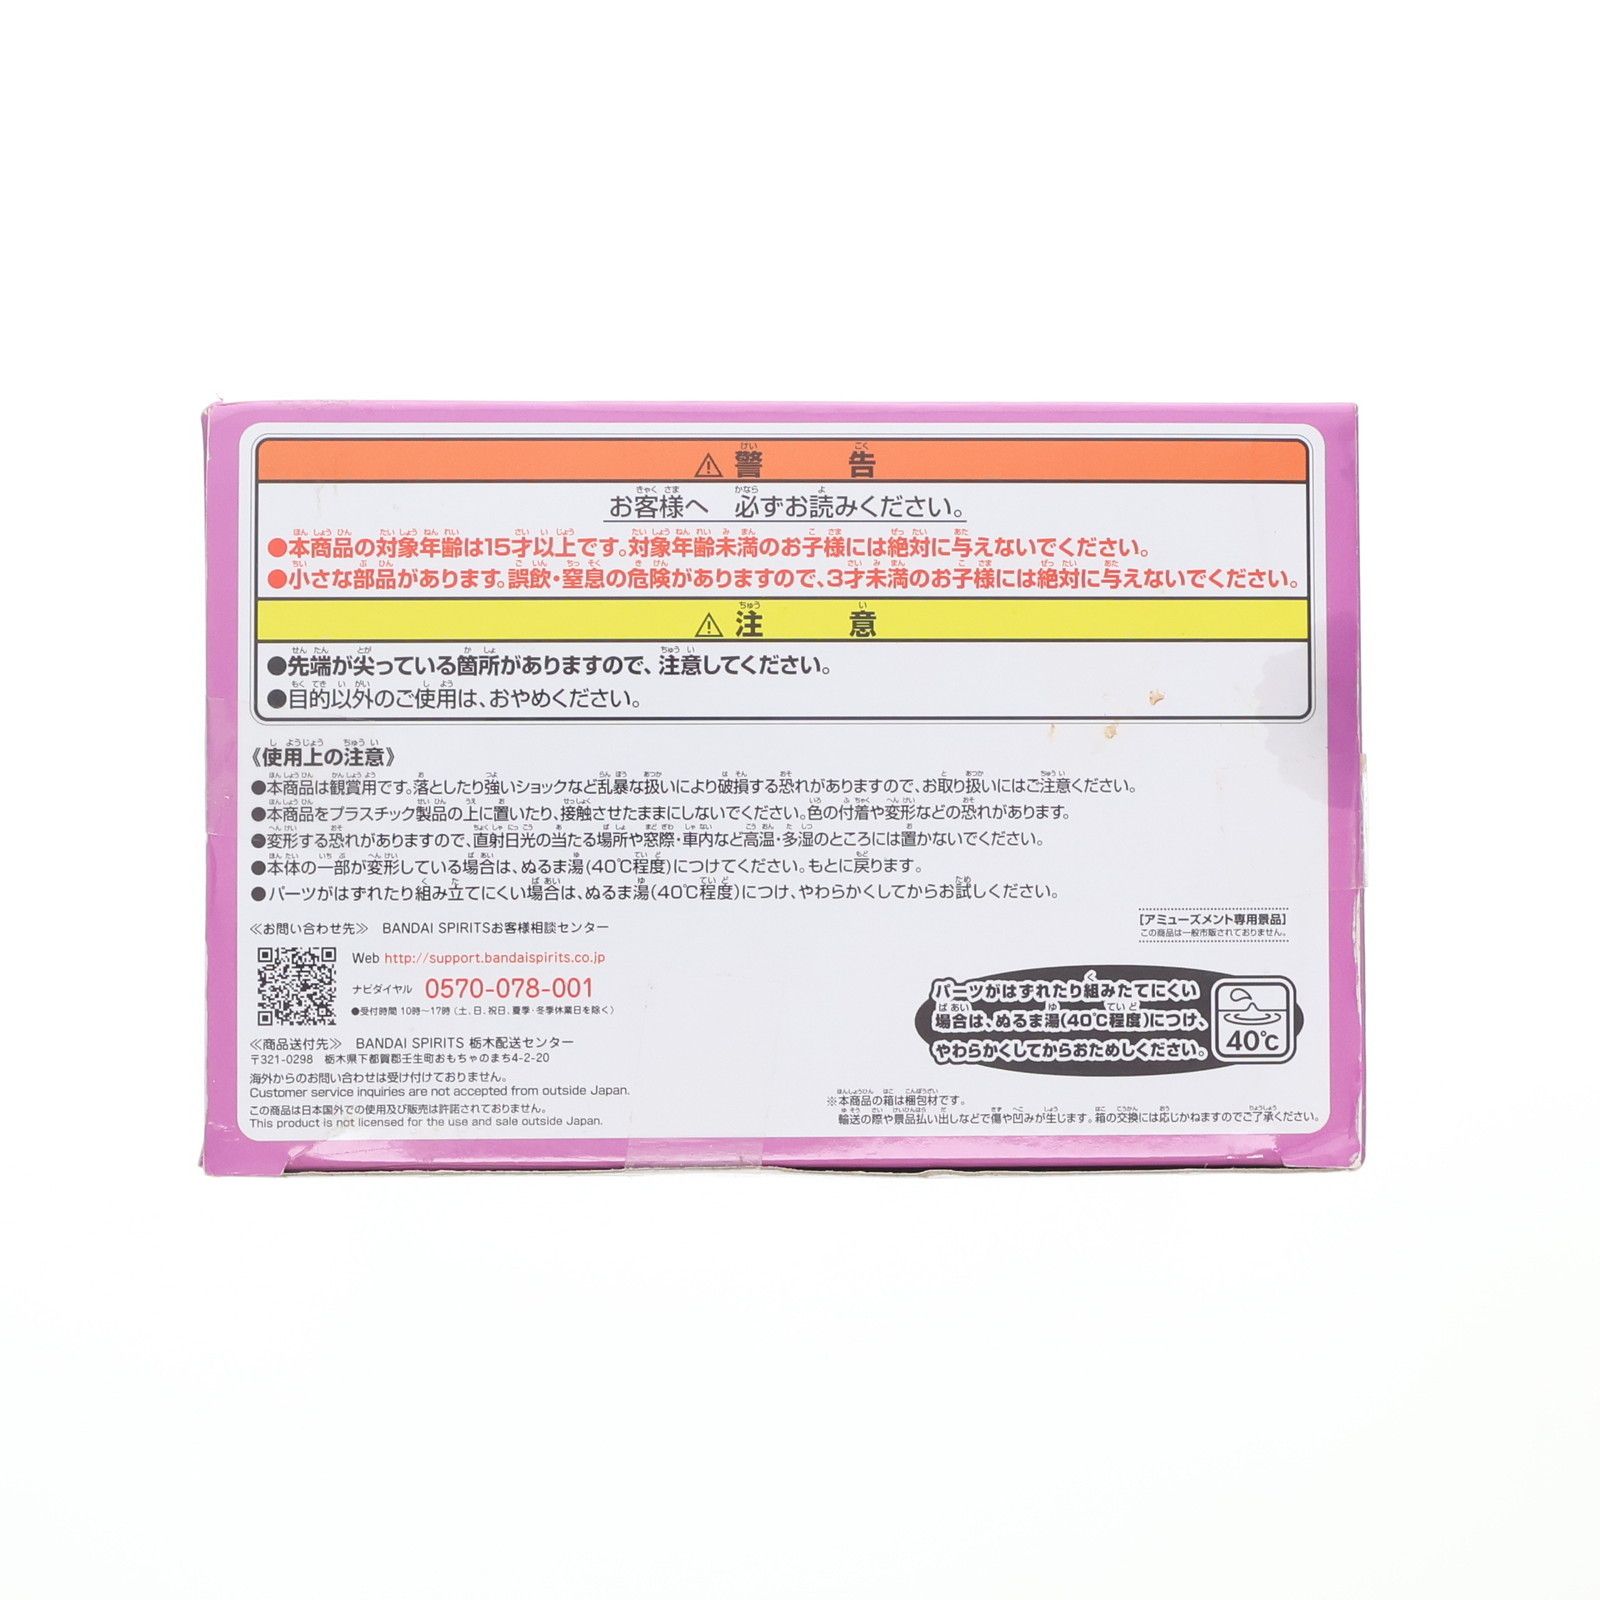 ⚠警告
お客様へ 必ずお読みください。
●本商品の対象年齢は15才以上です。対象年齢未満のお子様には絶対に与えないでください。
●小さな部品があります。誤飲・窒息の危険がありますので、3才未満のお子様には絶対に与えないでください。
⚠注意
●先端が尖っている箇所がありますので、注意してください。
●目的以外のご使用は、おやめください。
《使用上の注意》
●本商品は観賞用です。落としたり強いショックなど乱暴な扱いにより破損する恐れがありますので、お取り扱いにはご注意ください。
●本商品をプラスチック製品の上に置いたり、接触させたままにしないでください。色の付着や変形などの恐れがあります。
●変形する恐れがありますので、直射日光の当たる場所や窓際・車内など高温・多湿のところには置かないでください。
●本体の一部が変形している場合は、ぬるま湯(40℃程度)につけてください。もとに戻ります。
●パーツがはずれたり組み立てにくい場合は、ぬるま湯(40℃程度)につけ、やわらかくしてからお試しください。
≪お問い合わせ先≫ BANDAI SPIRITSお客様相談センター
Web http://support.bandaispirits.co.jp
ナビダイヤル 0570-078-001
●受付時間 10時〜17時 (土、日、祝日、夏季・冬季休業日を除く)
≪商品送付先≫ BANDAI SPIRITS 栃木配送センター
〒321-0298 栃木県下都賀郡壬生町おもちゃのまち4-2-20
海外からのお問い合わせは受け付けておりません。
Customer service inquiries are not accepted from outside Japan.
この商品は日本国外での使用及び販売は許諾されておりません。
This product is not licensed for the use and sale outside Japan.
[アミューズメント専用景品]
この商品は一般市販されておりません。
パーツがはずれたり組みたてにくい
場合は、ぬるま湯(40℃程度)につけ、
やわらかくしてからおためしください。
40℃
※本商品の箱は梱包材です。
輸送の際や景品払い出しなどで傷や凹みが生じます。箱の交換には応じかねますのでご了承ください。